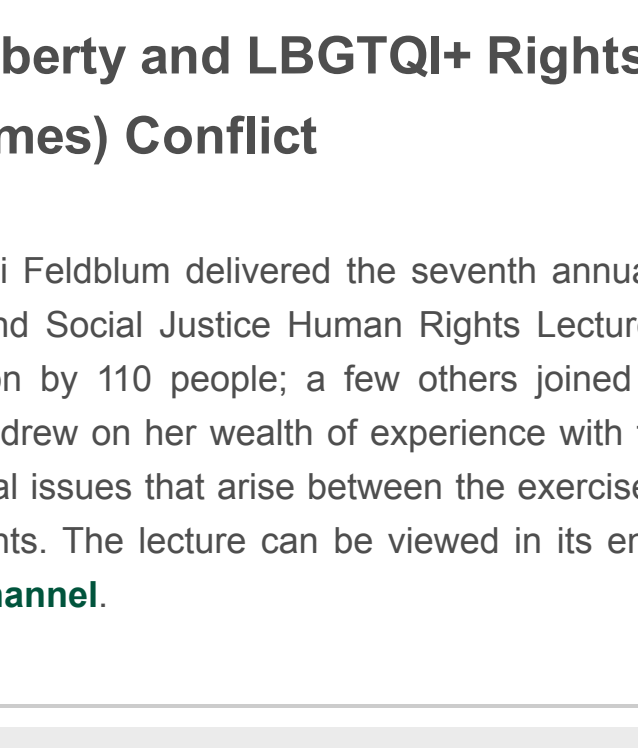 berty and LBGTQI+ Rights
mes) Conflict
i Feldblum delivered the seventh annua
nd Social Justice Human Rights Lecture
on by 110 people; a few others joined
drew on her wealth of experience with
al issues that arise between the exercise
nts. The lecture can be viewed in its en
hannel.